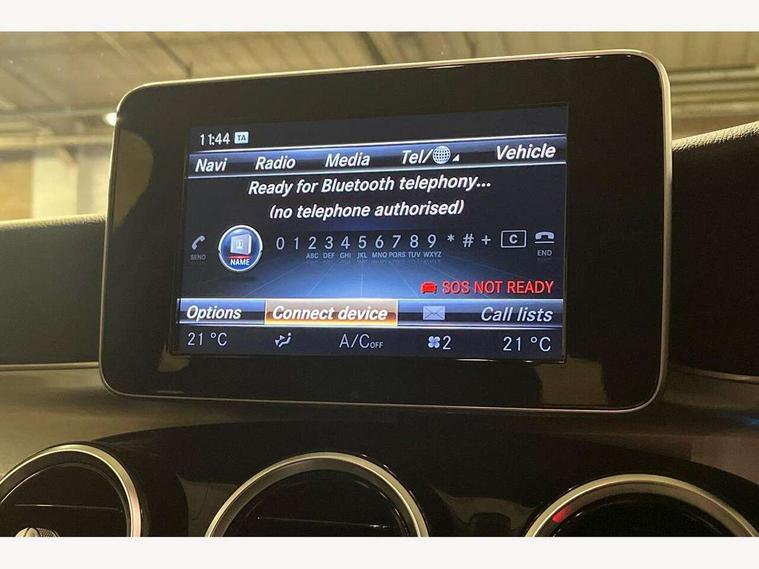 11:44 TA
Navi Radio Media Tel/ Vehicle
Ready for Bluetooth telephony...
(no telephone authorised)
0 1 2 3 4 5 6 7 8 9 * # + C
ABC DEF GHI JKL MNO PQRS TUV WXYZ
SEND NAME END
SOS NOT READY
Options Connect device Call lists
21 °C A/C OFF 2 21 °C